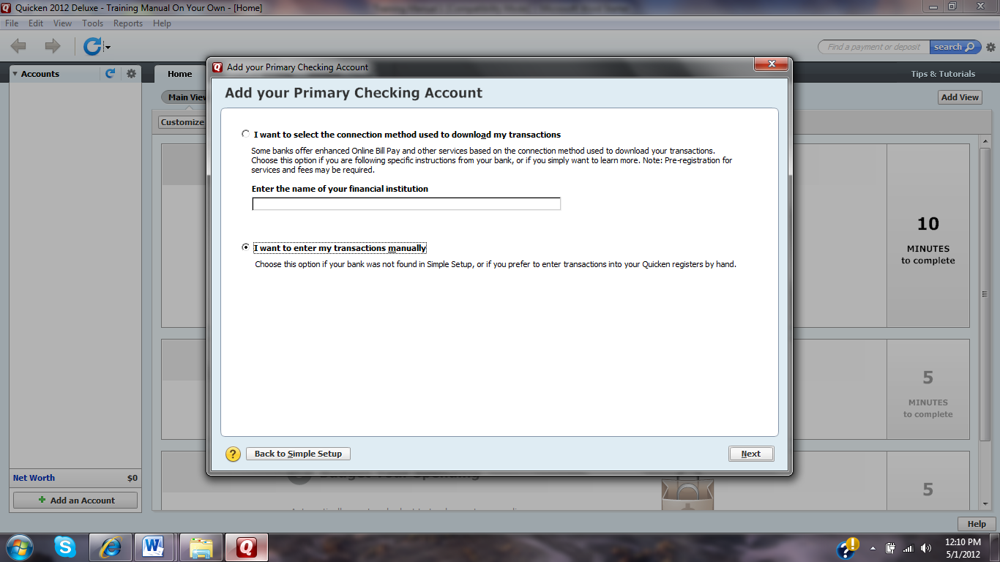 Quicken 2012 Deluxe - Training Manual On Your Own - [Home]
File Edit View Tools Reports Help
Find a payment or deposit search
Accounts
Home
Tips & Tutorials
Main View
Add View
Customize
Add your Primary Checking Account
Add your Primary Checking Account
I want to select the connection method used to download my transactions
Some banks offer enhanced Online Bill Pay and other services based on the connection method used to download your transactions.
Choose this option if you are following specific instructions from your bank, or if you simply want to learn more. Note: Pre-registration for
services and fees may be required.
Enter the name of your financial institution
I want to enter my transactions manually
Choose this option if your bank was not found in Simple Setup, or if you prefer to enter transactions into your Quicken registers by hand.
? Back to Simple Setup
Next
10
MINUTES
to complete
5
MINUTES
to complete
5
Net Worth $0
Add an Account
Help
12:10 PM
5/1/2012